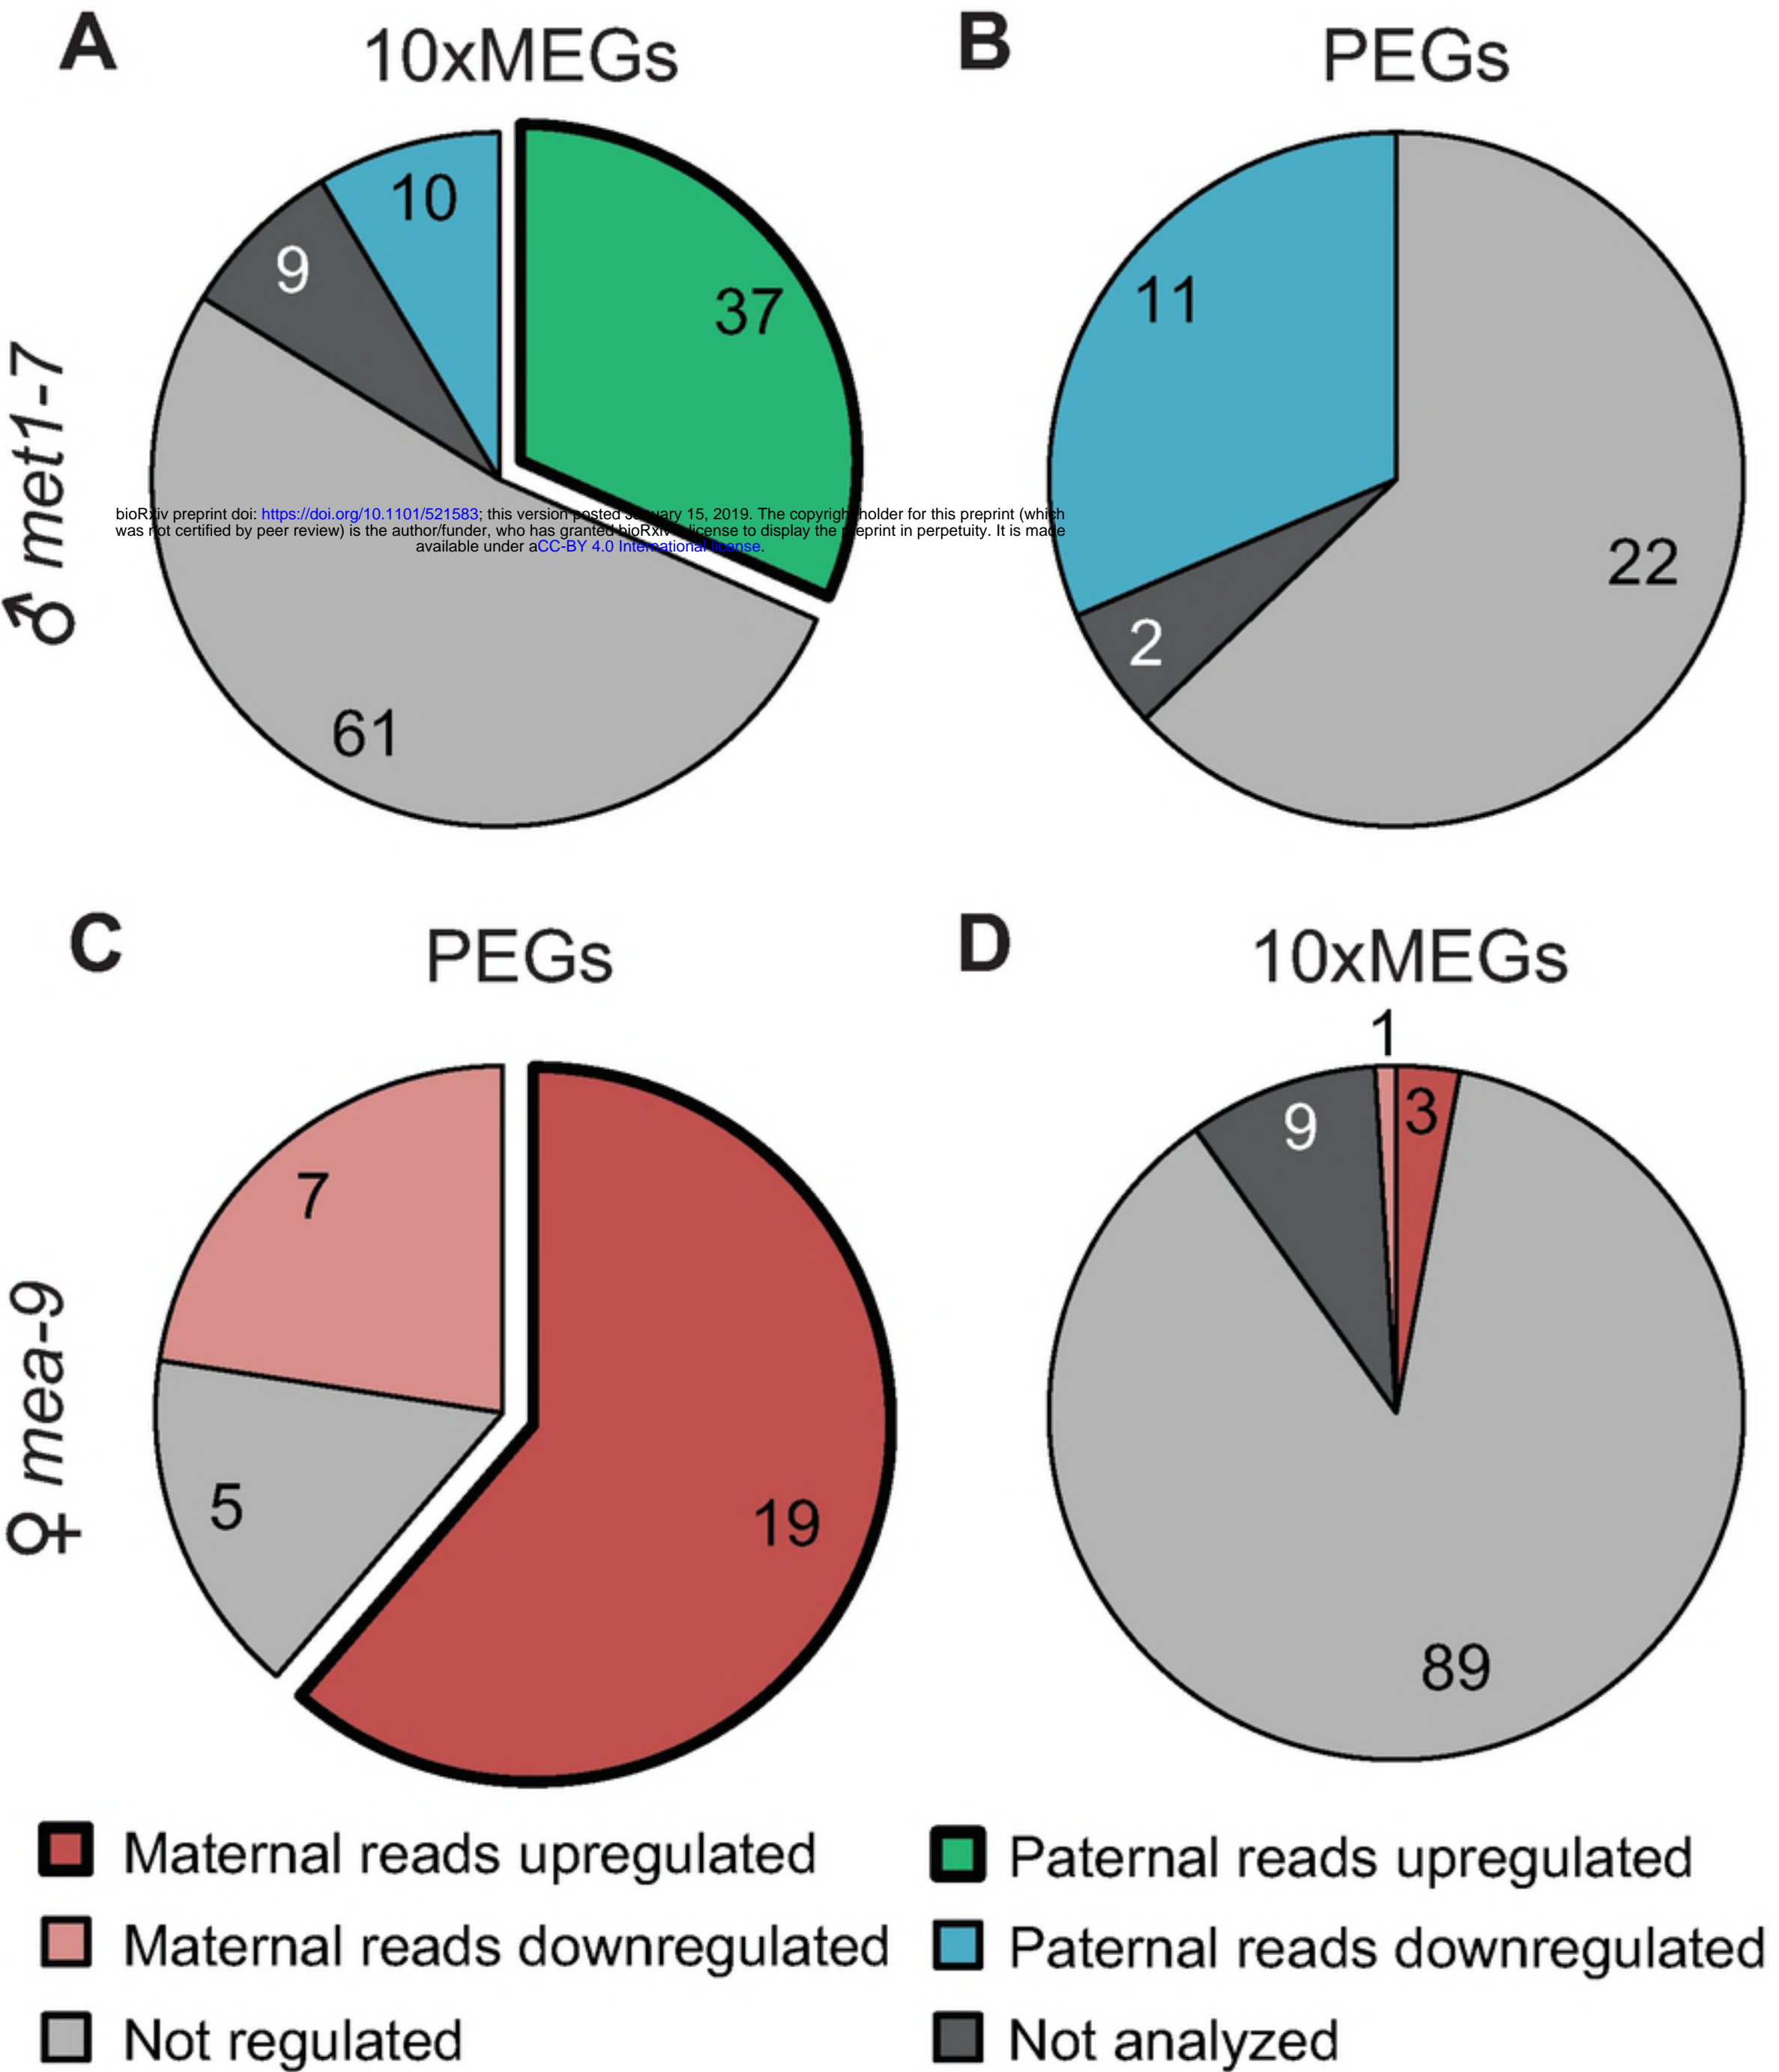 A 10xMEGs
B PEGs
♂ met1-7
10
9
37
61
11
22
2
bioRxiv preprint doi: https://doi.org/10.1101/521583; this version posted January 15, 2019. The copyright holder for this preprint (which
was not certified by peer review) is the author/funder, who has granted bioRxiv a license to display the preprint in perpetuity. It is made
available under aCC-BY 4.0 International license.
C PEGs
D 10xMEGs
♀ mea-9
7
5
19
1
9
3
89
Maternal reads upregulated
Paternal reads upregulated
Maternal reads downregulated
Paternal reads downregulated
Not regulated
Not analyzed